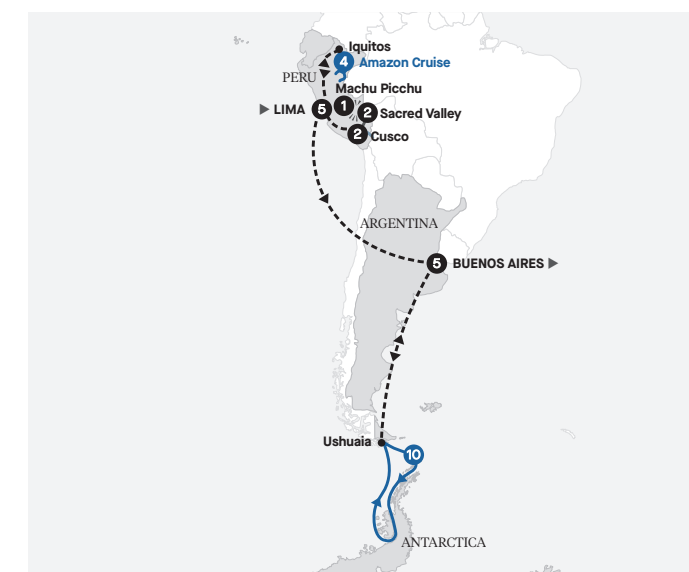 Iquitos
4 Amazon Cruise
PERU
Machu Picchu
1
▶ LIMA 5
2 Sacred Valley
2 Cusco
ARGENTINA
5 BUENOS AIRES ▶
Ushuaia
10
ANTARCTICA